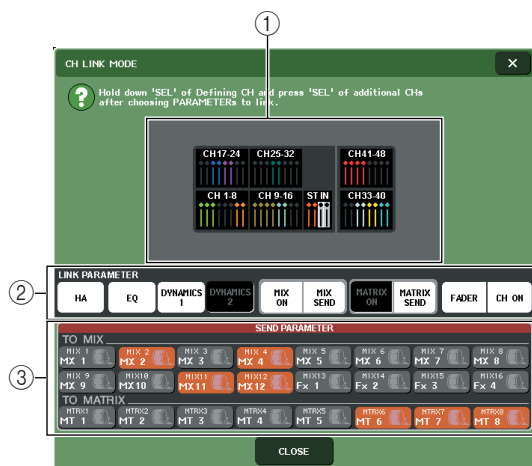 1
CH LINK MODE
×
? Hold down 'SEL' of Defining CH and press 'SEL' of additional CHs
after choosing PARAMETERs to link.
CH17-24 CH25-32 CH41-48
CH 1-8 CH 9-16 ST IN CH33-40
2
LINK PARAMETER
HA EQ DYNAMICS 1 DYNAMICS 2 MIX ON MIX SEND MATRIX ON MATRIX SEND FADER CH ON
3
SEND PARAMETER
TO MIX
MIX 1 MIX 2 MIX 3 MIX 4 MIX 5 MIX 6 MIX 7 MIX 8
MX 1 MX 2 MX 3 MX 4 MX 5 MX 6 MX 7 MX 8
MIX 9 MIX10 MIX11 MIX12 MIX13 MIX14 MIX15 MIX16
MX 9 MX10 MX11 MX12 Fx 1 Fx 2 Fx 3 Fx 4
TO MATRIX
MTRX1 MTRX2 MTRX3 MTRX4 MTRX5 MTRX6 MTRX7 MTRX8
MT 1 MT 2 MT 3 MT 4 MT 5 MT 6 MT 7 MT 8
CLOSE